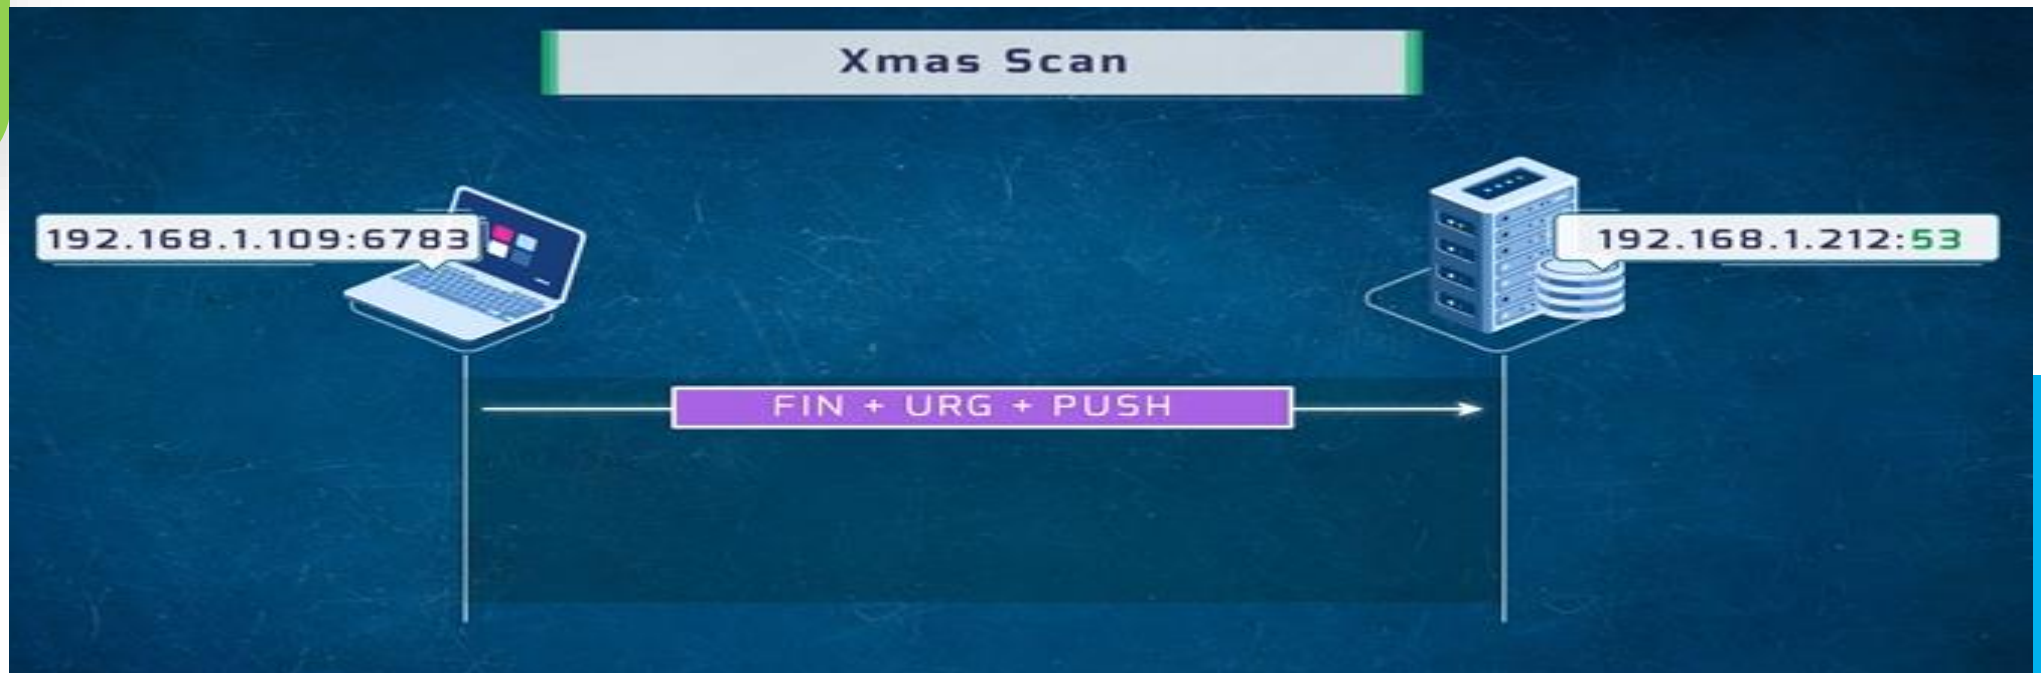 Xmas Scan
192.168.1.109:6783
192.168.1.212:53
FIN + URG + PUSH